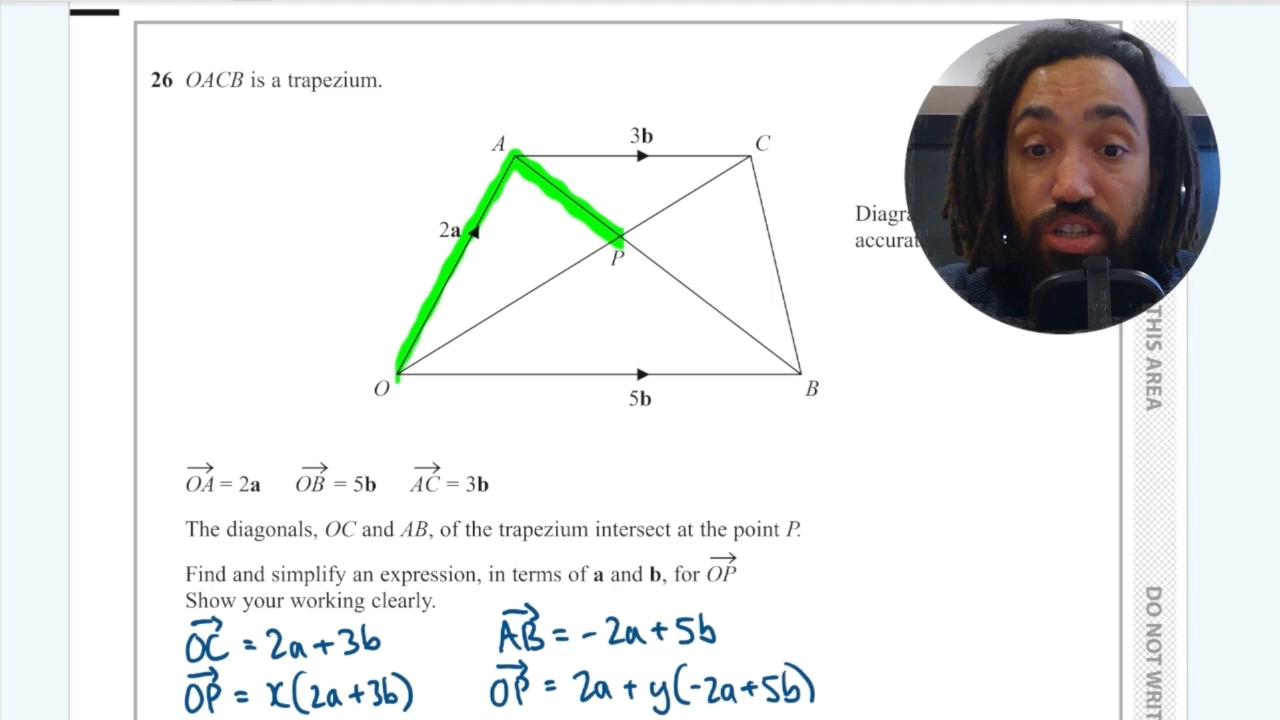 26 OACB is a trapezium.
3b
A
C
2a
P
Diagr
accurat
O
B
5b
OA = 2a OB = 5b AC = 3b
The diagonals, OC and AB, of the trapezium intersect at the point P.
Find and simplify an expression, in terms of a and b, for OP
Show your working clearly.
OC = 2a+3b AB = -2a+5b
OP = x(2a+3b) OP = 2a + y(-2a+5b)
THIS AREA
DO NOT WRIT